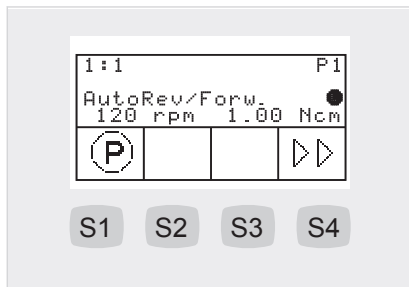 1:1 P1
AutoRev/Forw.
120 rpm 1.00 Ncm
P
S1 S2 S3 S4